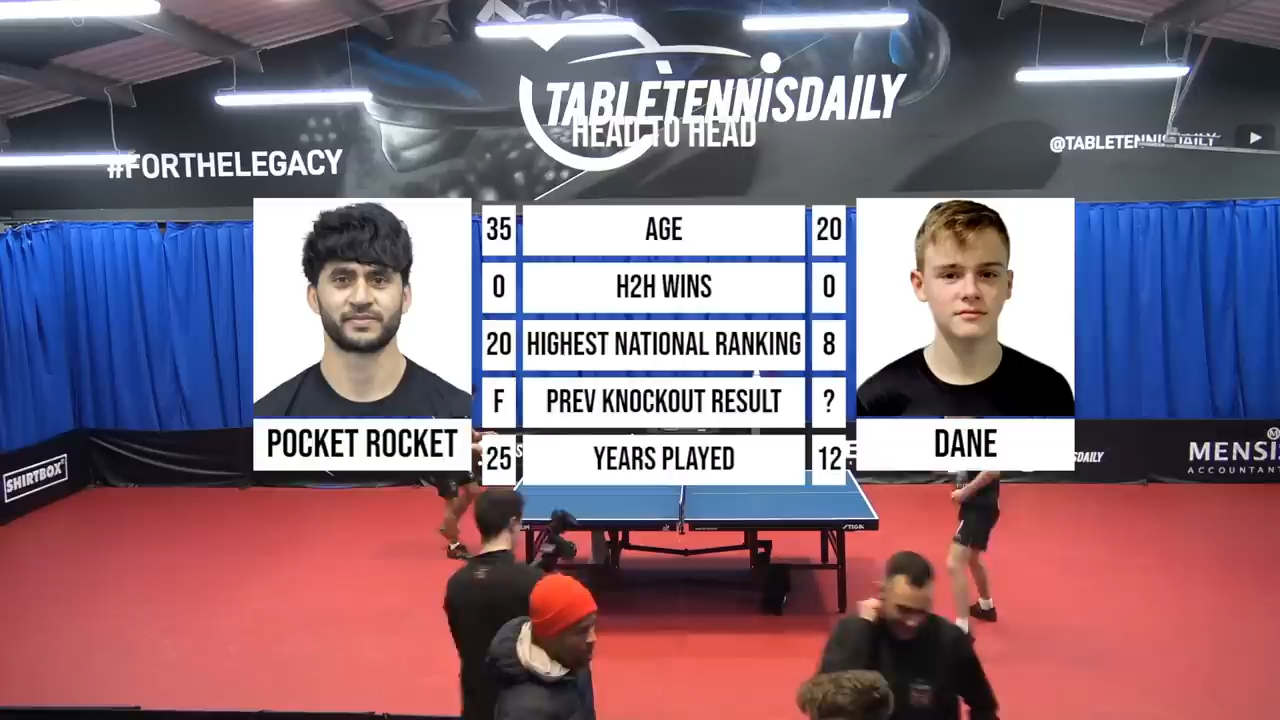 TABLETENNISDAILY
HEAD TO HEAD
#FORTHELEGACY
35 AGE 20
0 H2H WINS 0
20 HIGHEST NATIONAL RANKING 8
F PREV KNOCKOUT RESULT ?
25 YEARS PLAYED 12
POCKET ROCKET
DANE
SHIRTBOX
MENSI
ACCOUNTAN
STIGA